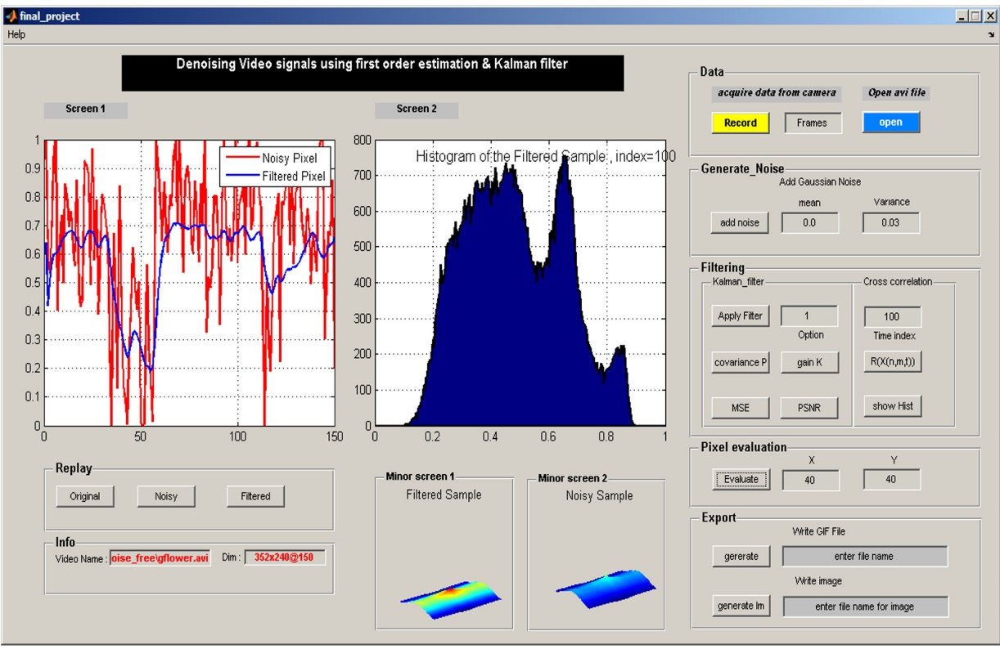 final_project
Help
Denoising Video signals using first order estimation & Kalman filter
Screen 1
Screen 2
1
0.9
0.8
0.7
0.6
0.5
0.4
0.3
0.2
0.1
0
0
50
100
150
Noisy Pixel
Filtered Pixel
800
700
600
500
400
300
200
100
0
0
0.2
0.4
0.6
0.8
1
Histogram of the Filtered Sample , index=100
Replay
Original
Noisy
Filtered
Info
Video Name :
oise_free\gflower.avi
Dim :
352x240@150
Minor screen 1
Filtered Sample
Minor screen 2
Noisy Sample
Data
acquire data from camera
Open avi file
Record
Frames
open
Generate_Noise
Add Gaussian Noise
mean
Variance
add noise
0.0
0.03
Filtering
Kalman_filter
Cross correlation
Apply Filter
1
100
Option
Time index
covariance P
gain K
R(X(n,m,t))
MSE
PSNR
show Hist
Pixel evaluation
X
Y
Evaluate
40
40
Export
Write GIF File
gererate
enter file name
Write image
generate Im
enter file name for image